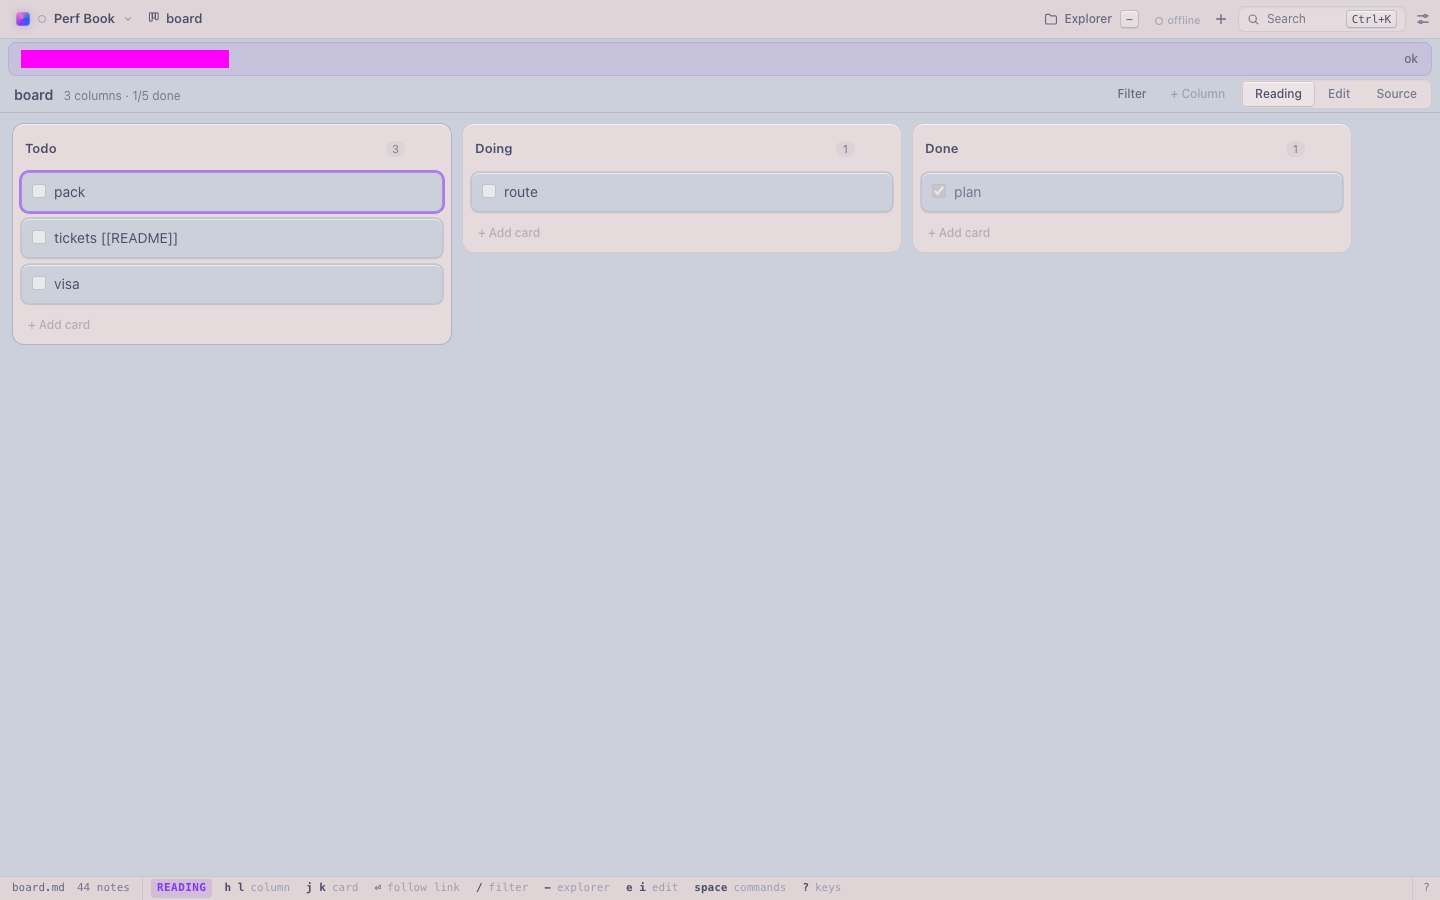 Perf Book board Explorer – offline + Search Ctrl+K
ok
board 3 columns · 1/5 done Filter + Column Reading Edit Source
Todo 3
pack
tickets [[README]]
visa
+ Add card
Doing 1
route
+ Add card
Done 1
plan
+ Add card
board.md 44 notes READING h l column j k card ⏎ follow link / filter – explorer e i edit space commands ? keys ?